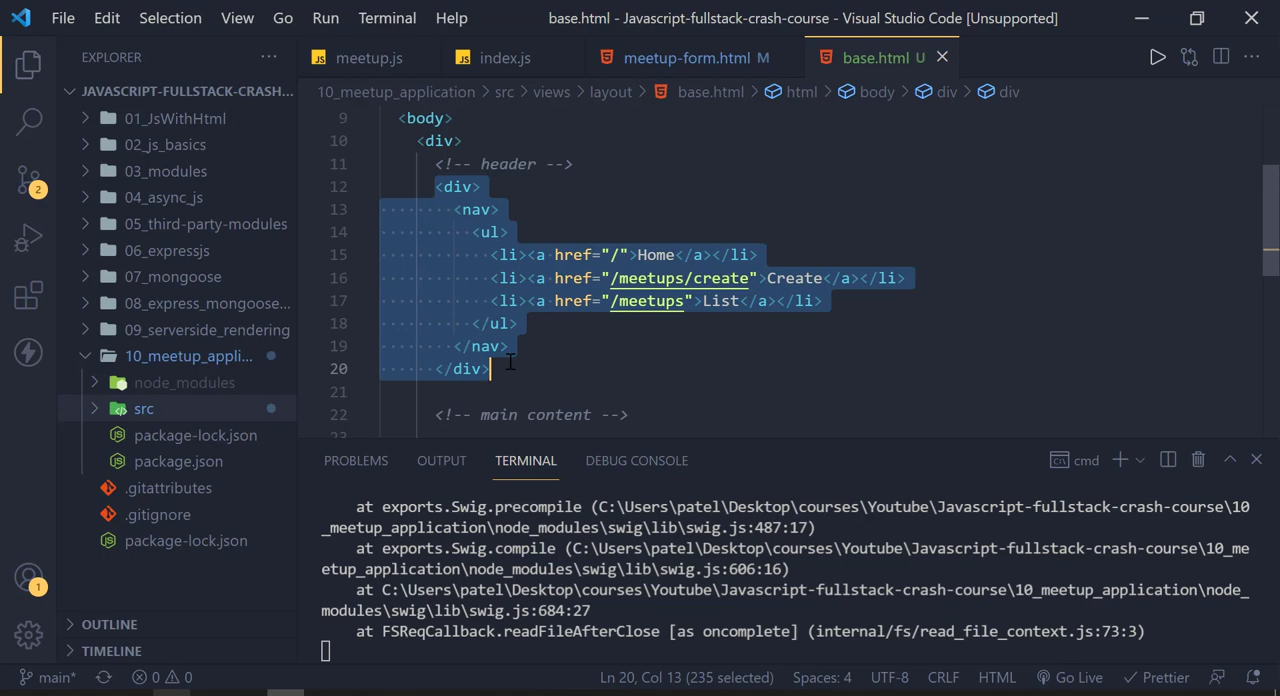 File Edit Selection View Go Run Terminal Help base.html - Javascript-fullstack-crash-course - Visual Studio Code [Unsupported]
EXPLORER ...
JS meetup.js JS index.js meetup-form.html M base.html U
JAVASCRIPT-FULLSTACK-CRASH...
01_JsWithHtml
02_js_basics
03_modules
04_async_js
05_third-party-modules
06_expressjs
07_mongoose
08_express_mongoose...
09_serverside_rendering
10_meetup_appli...
node_modules
src
package-lock.json
package.json
.gitattributes
.gitignore
package-lock.json
OUTLINE
TIMELINE
2
1
10_meetup_application > src > views > layout > base.html > html > body > div > div
9 <body>
10 <div>
11 <!-- header -->
12 <div>
13 <nav>
14 <ul>
15 <li><a href="/">Home</a></li>
16 <li><a href="/meetups/create">Create</a></li>
17 <li><a href="/meetups">List</a></li>
18 </ul>
19 </nav>
20 </div>
21
22 <!-- main content -->
23
PROBLEMS OUTPUT TERMINAL DEBUG CONSOLE cmd
at exports.Swig.precompile (C:\Users\patel\Desktop\courses\Youtube\Javascript-fullstack-crash-course\10
_meetup_application\node_modules\swig\lib\swig.js:487:17)
at exports.Swig.compile (C:\Users\patel\Desktop\courses\Youtube\Javascript-fullstack-crash-course\10_me
etup_application\node_modules\swig\lib\swig.js:606:16)
at C:\Users\patel\Desktop\courses\Youtube\Javascript-fullstack-crash-course\10_meetup_application\node_
modules\swig\lib\swig.js:684:27
at FSReqCallback.readFileAfterClose [as oncomplete] (internal/fs/read_file_context.js:73:3)
main* 0 0 Ln 20, Col 13 (235 selected) Spaces: 4 UTF-8 CRLF HTML Go Live Prettier